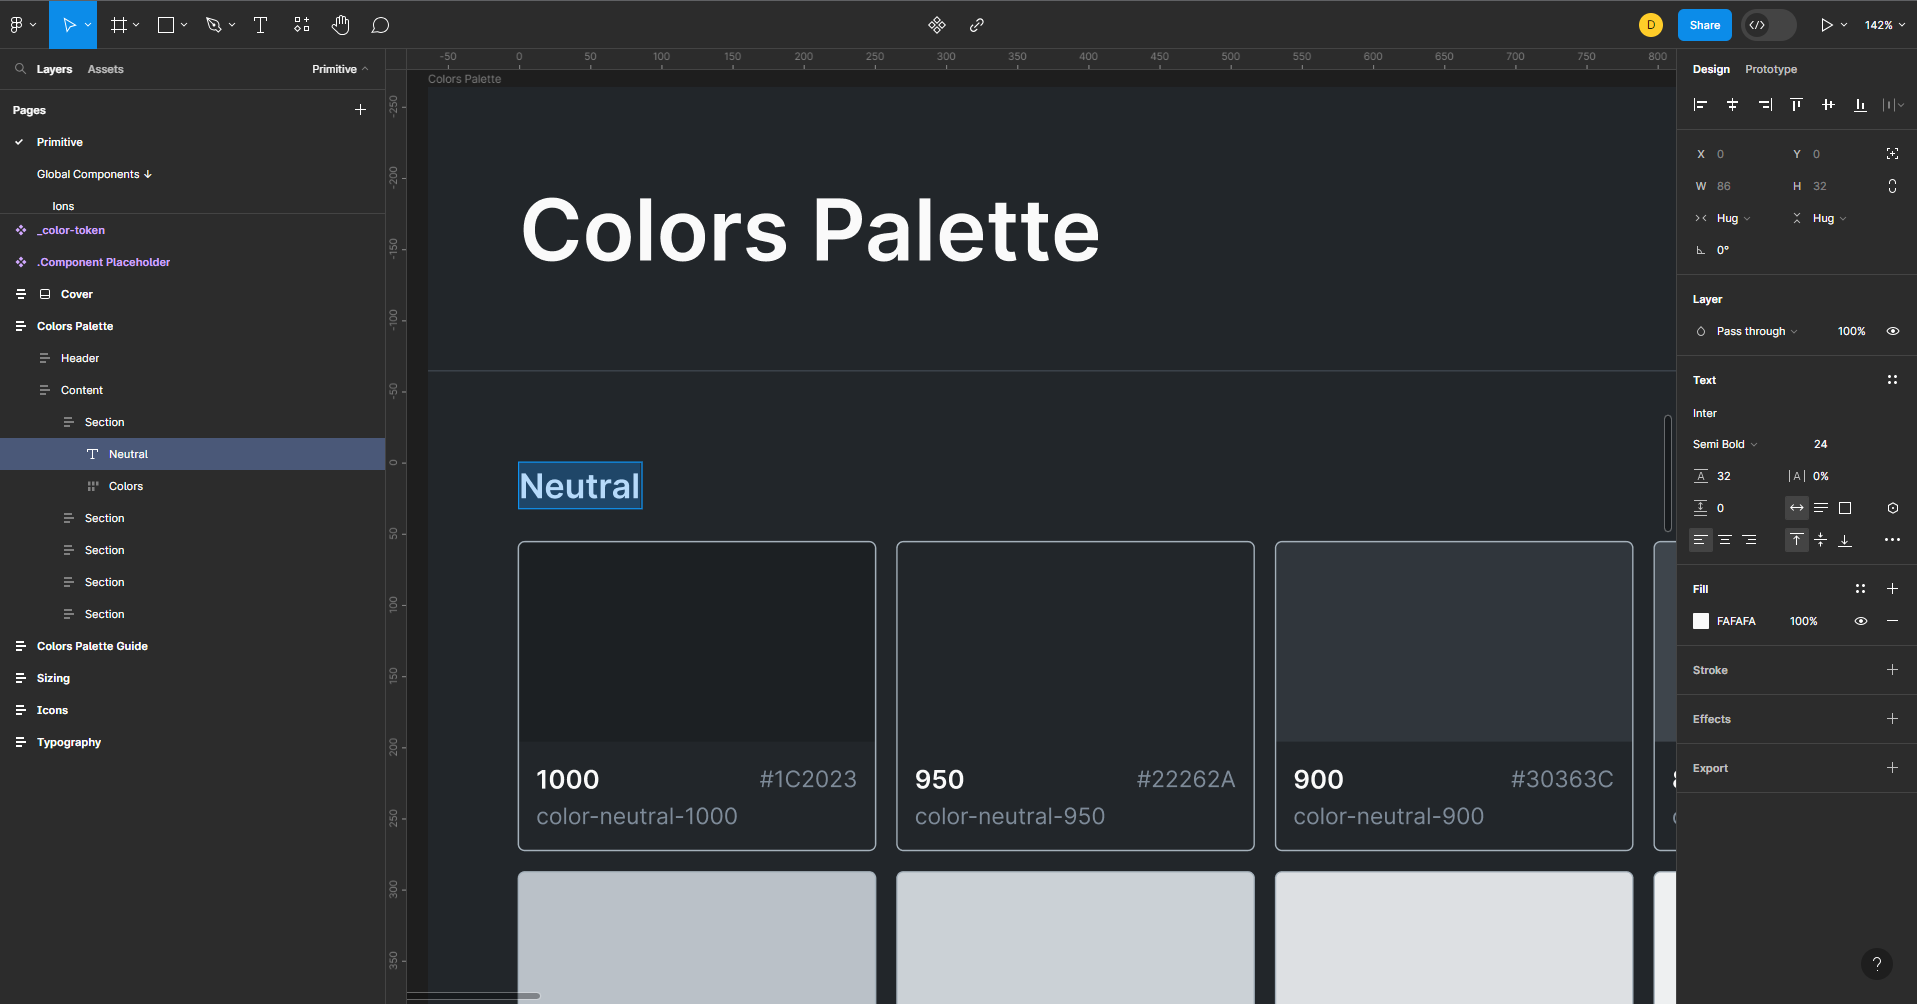 D
Share
142%
Layers
Assets
Primitive
Pages
Primitive
Global Components ↓
Ions
_color-token
.Component Placeholder
Cover
Colors Palette
Header
Content
Section
Neutral
Colors
Section
Section
Section
Section
Colors Palette Guide
Sizing
Icons
Typography
-50 0 50 100 150 200 250 300 350 400 450 500 550 600 650 700 750 800
-250
-200
-150
-100
-50
0
50
100
150
200
250
300
350
Colors Palette
Colors Palette
Neutral
1000 #1C2023
color-neutral-1000
950 #22262A
color-neutral-950
900 #30363C
color-neutral-900
Design Prototype
X 0 Y 0
W 86 H 32
Hug Hug
0°
Layer
Pass through 100%
Text
Inter
Semi Bold 24
A 32 |A| 0%
0
Fill
FAFAFA 100%
Stroke
Effects
Export
?